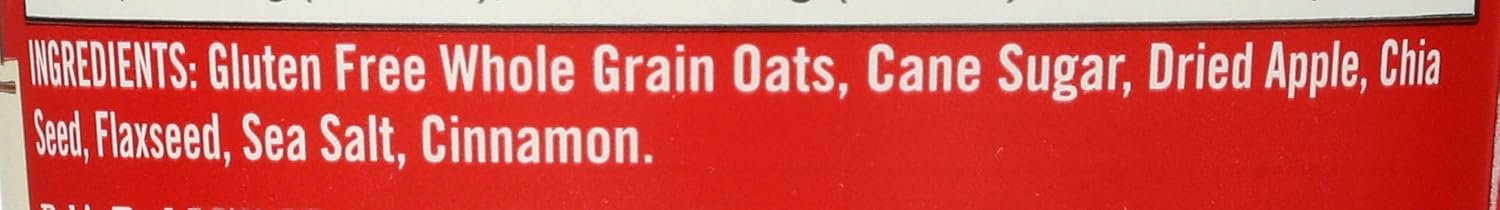 INGREDIENTS: Gluten Free Whole Grain Oats, Cane Sugar, Dried Apple, Chia
Seed, Flaxseed, Sea Salt, Cinnamon.